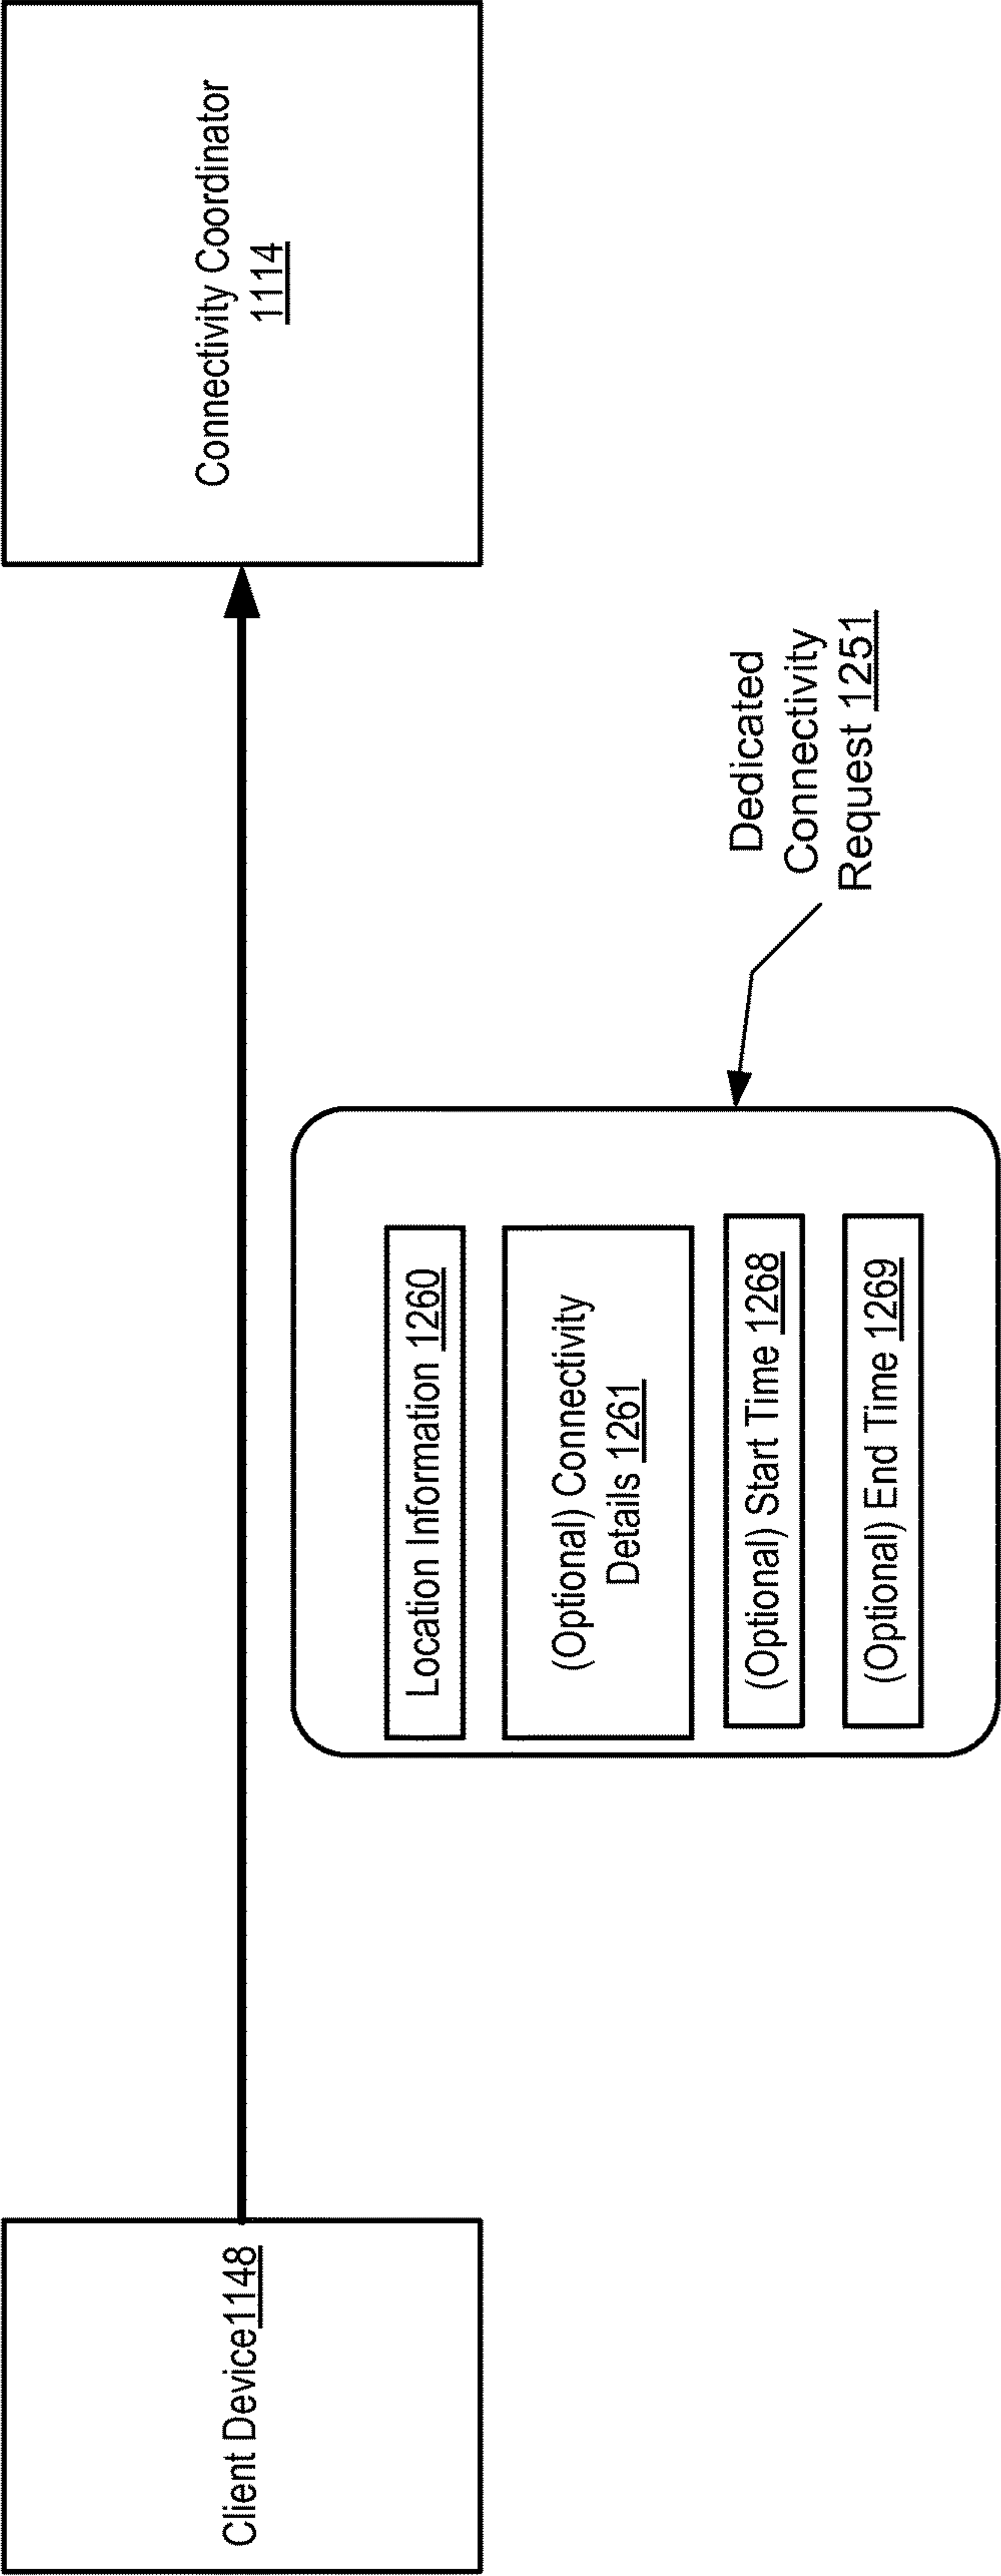 Client Device1148
Connectivity Coordinator
1114
Location Information 1260
(Optional) Connectivity
Details 1261
(Optional) Start Time 1268
(Optional) End Time 1269
Dedicated
Connectivity
Request 1251